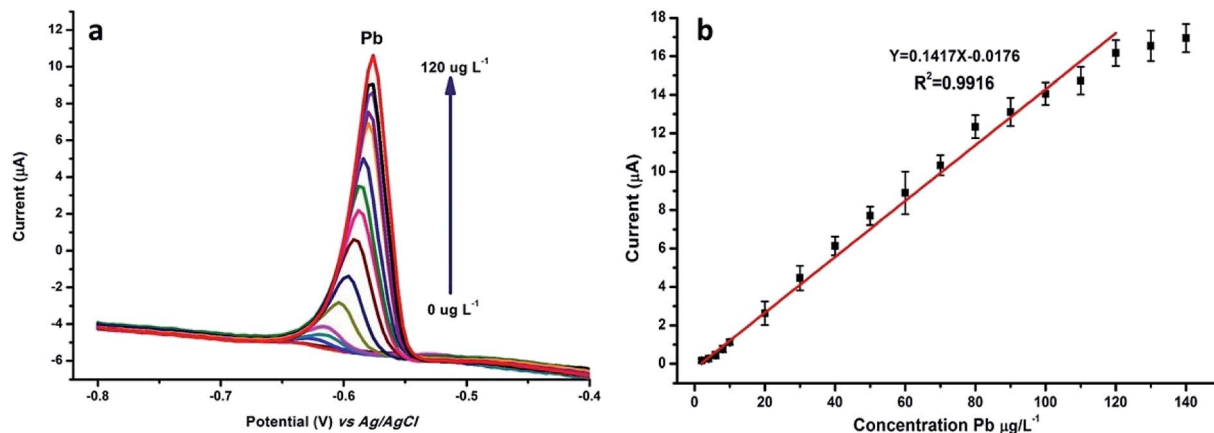 a
Pb
120 ug L⁻¹
0 ug L⁻¹
12
10
8
6
4
2
0
-2
-4
-6
Current (µA)
-0.8 -0.7 -0.6 -0.5 -0.4
Potential (V) vs Ag/AgCl
b
Y=0.1417X-0.0176
R²=0.9916
18
16
14
12
10
8
6
4
2
0
Current (µA)
0 20 40 60 80 100 120 140
Concentration Pb µg/L⁻¹